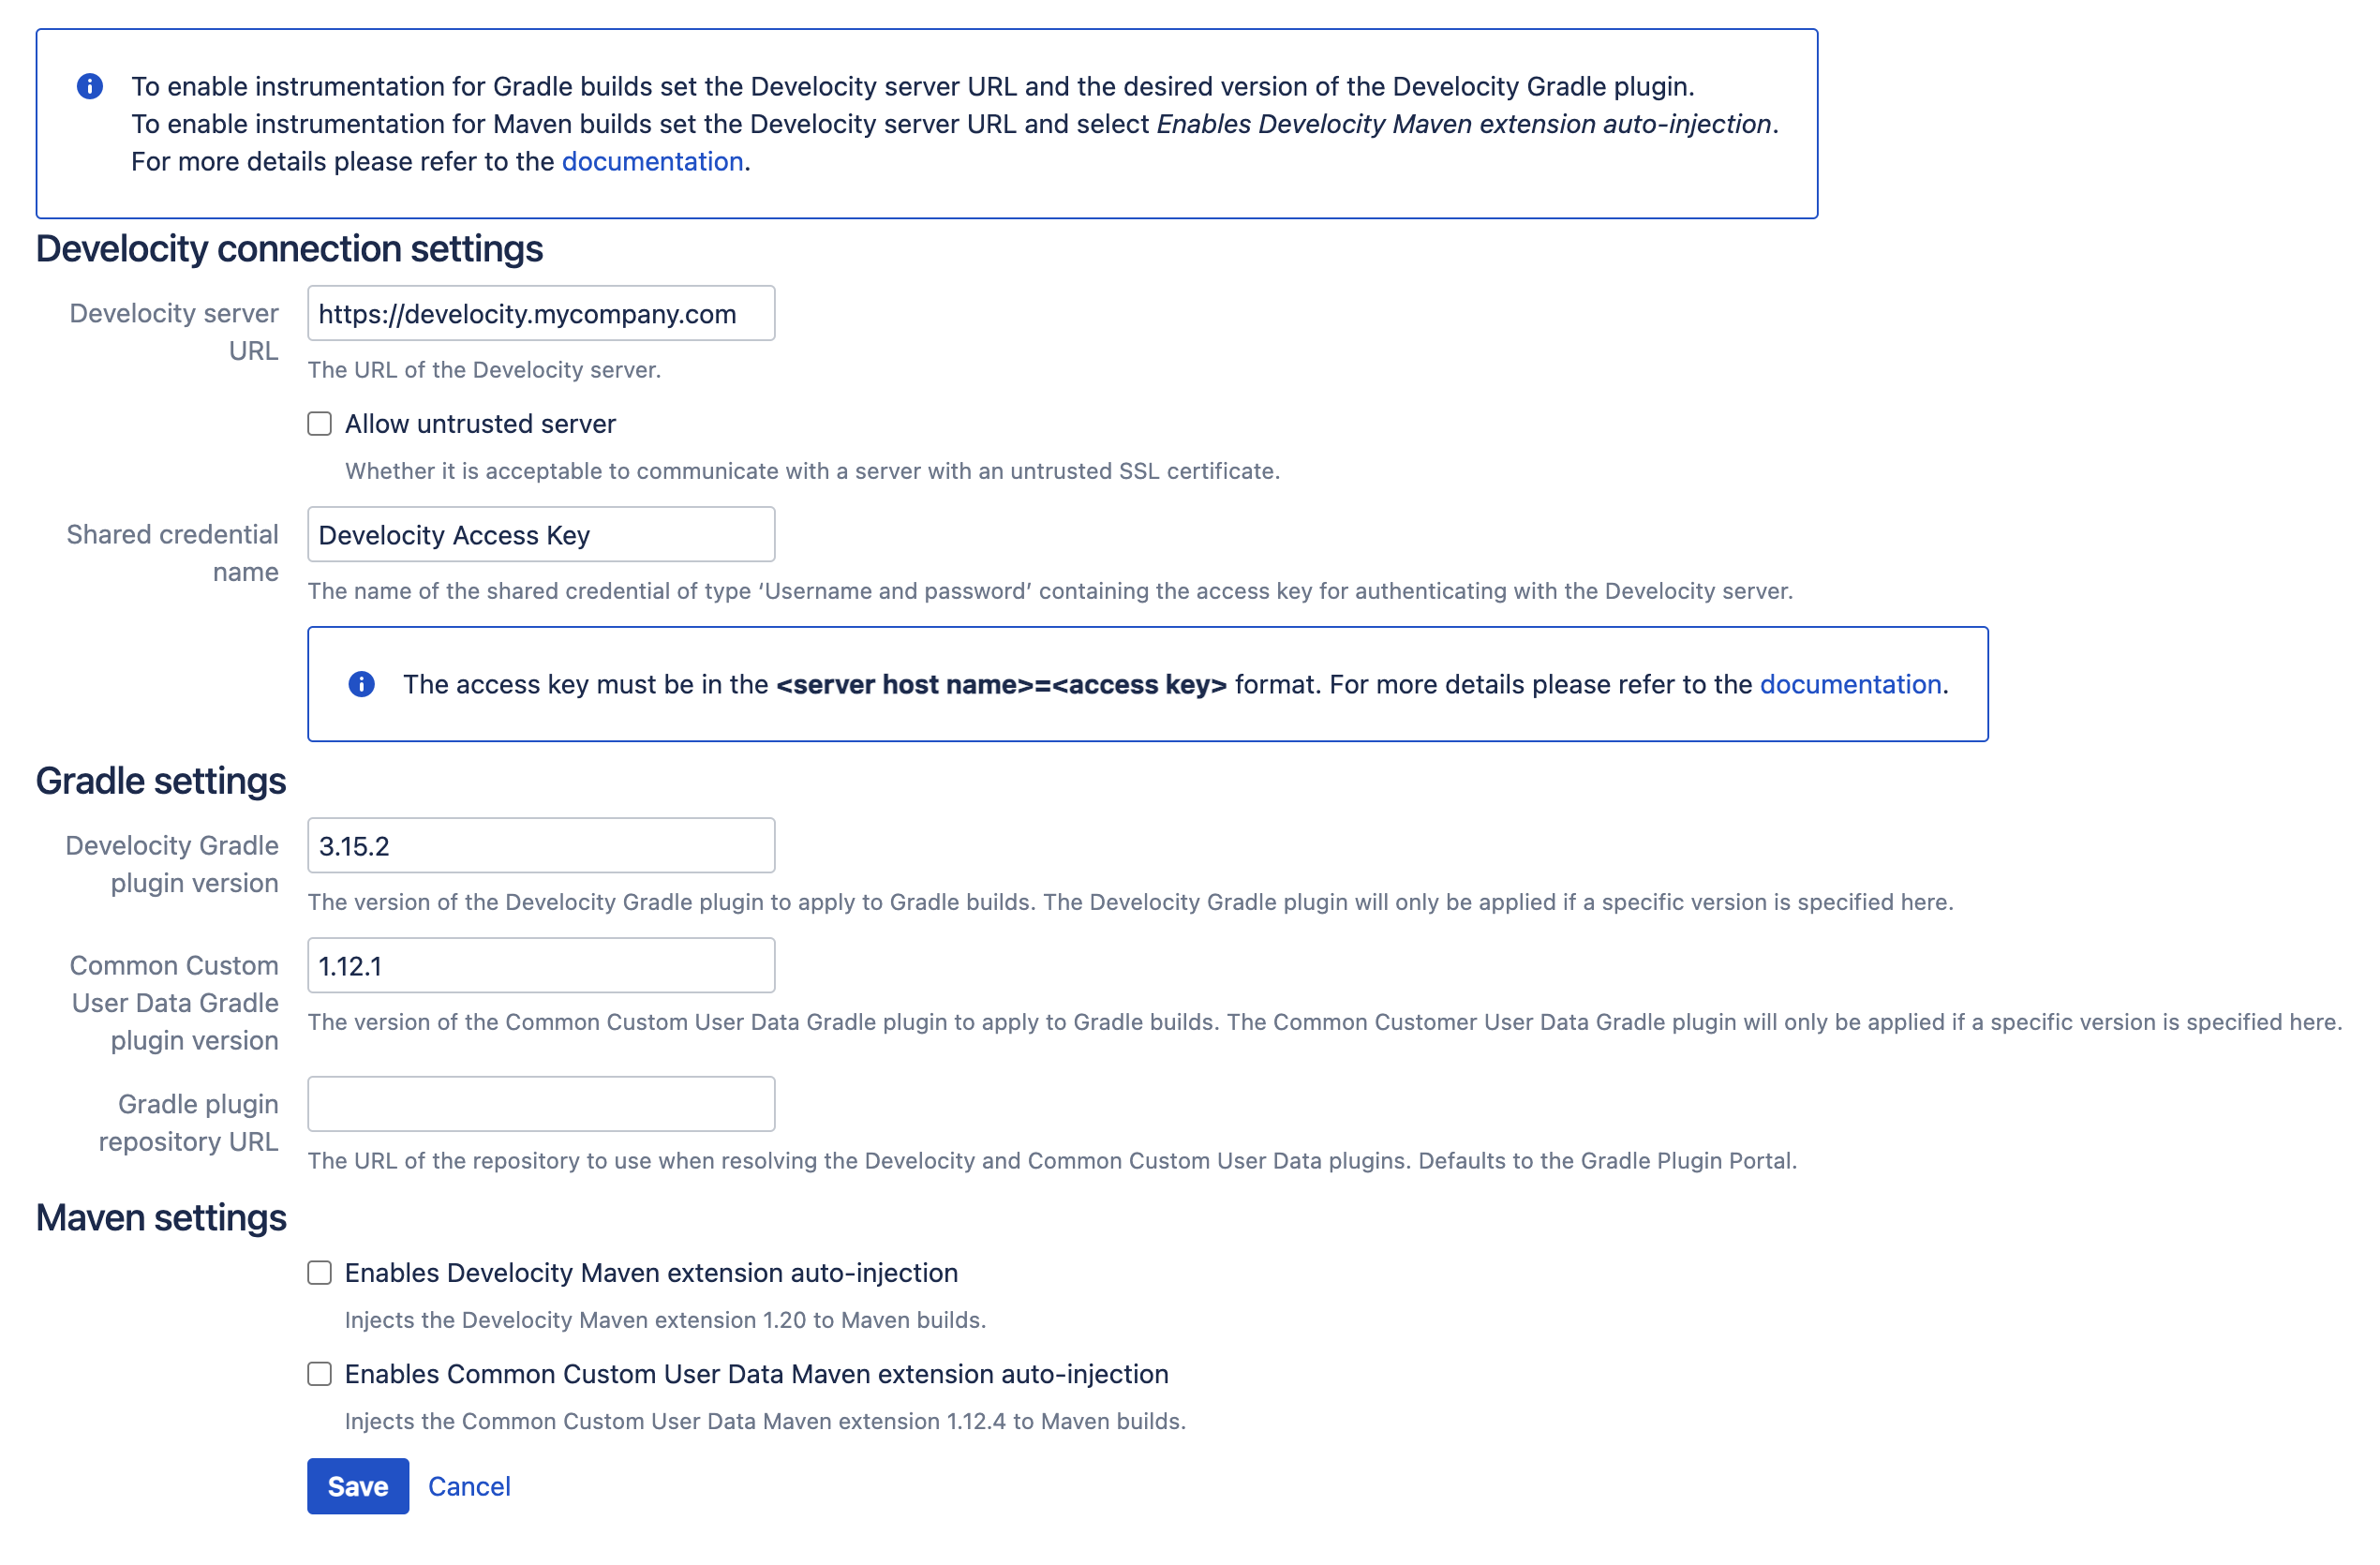 To enable instrumentation for Gradle builds set the Develocity server URL and the desired version of the Develocity Gradle plugin.
To enable instrumentation for Maven builds set the Develocity server URL and select Enables Develocity Maven extension auto-injection.
For more details please refer to the documentation.
Develocity connection settings
Develocity server
URL
https://develocity.mycompany.com
The URL of the Develocity server.
Allow untrusted server
Whether it is acceptable to communicate with a server with an untrusted SSL certificate.
Shared credential
name
Develocity Access Key
The name of the shared credential of type ‘Username and password’ containing the access key for authenticating with the Develocity server.
The access key must be in the <server host name>=<access key> format. For more details please refer to the documentation.
Gradle settings
Develocity Gradle
plugin version
3.15.2
The version of the Develocity Gradle plugin to apply to Gradle builds. The Develocity Gradle plugin will only be applied if a specific version is specified here.
Common Custom
User Data Gradle
plugin version
1.12.1
The version of the Common Custom User Data Gradle plugin to apply to Gradle builds. The Common Customer User Data Gradle plugin will only be applied if a specific version is specified here.
Gradle plugin
repository URL
The URL of the repository to use when resolving the Develocity and Common Custom User Data plugins. Defaults to the Gradle Plugin Portal.
Maven settings
Enables Develocity Maven extension auto-injection
Injects the Develocity Maven extension 1.20 to Maven builds.
Enables Common Custom User Data Maven extension auto-injection
Injects the Common Custom User Data Maven extension 1.12.4 to Maven builds.
Save Cancel